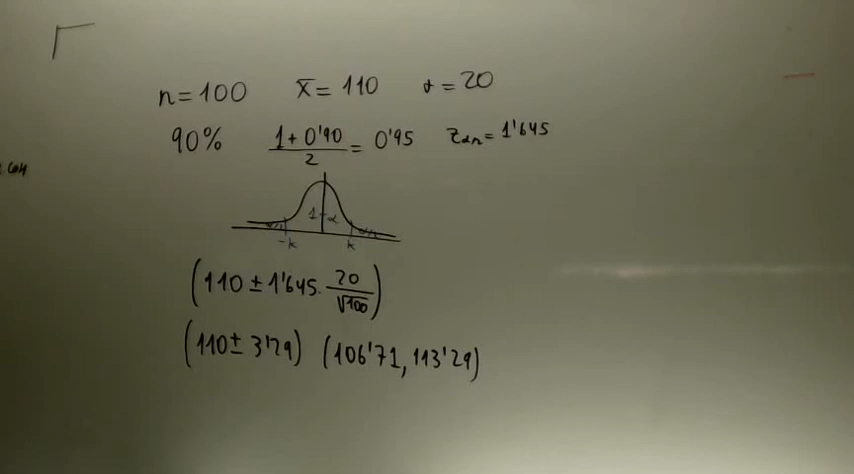 n = 100 x̄ = 110 σ = 20
90% (1 + 0'90)/2 = 0'95 Zα/2 = 1'645
1-α
-k k
(110 ± 1'645 · 20/√100)
(110 ± 3'29) (106'71, 113'29)